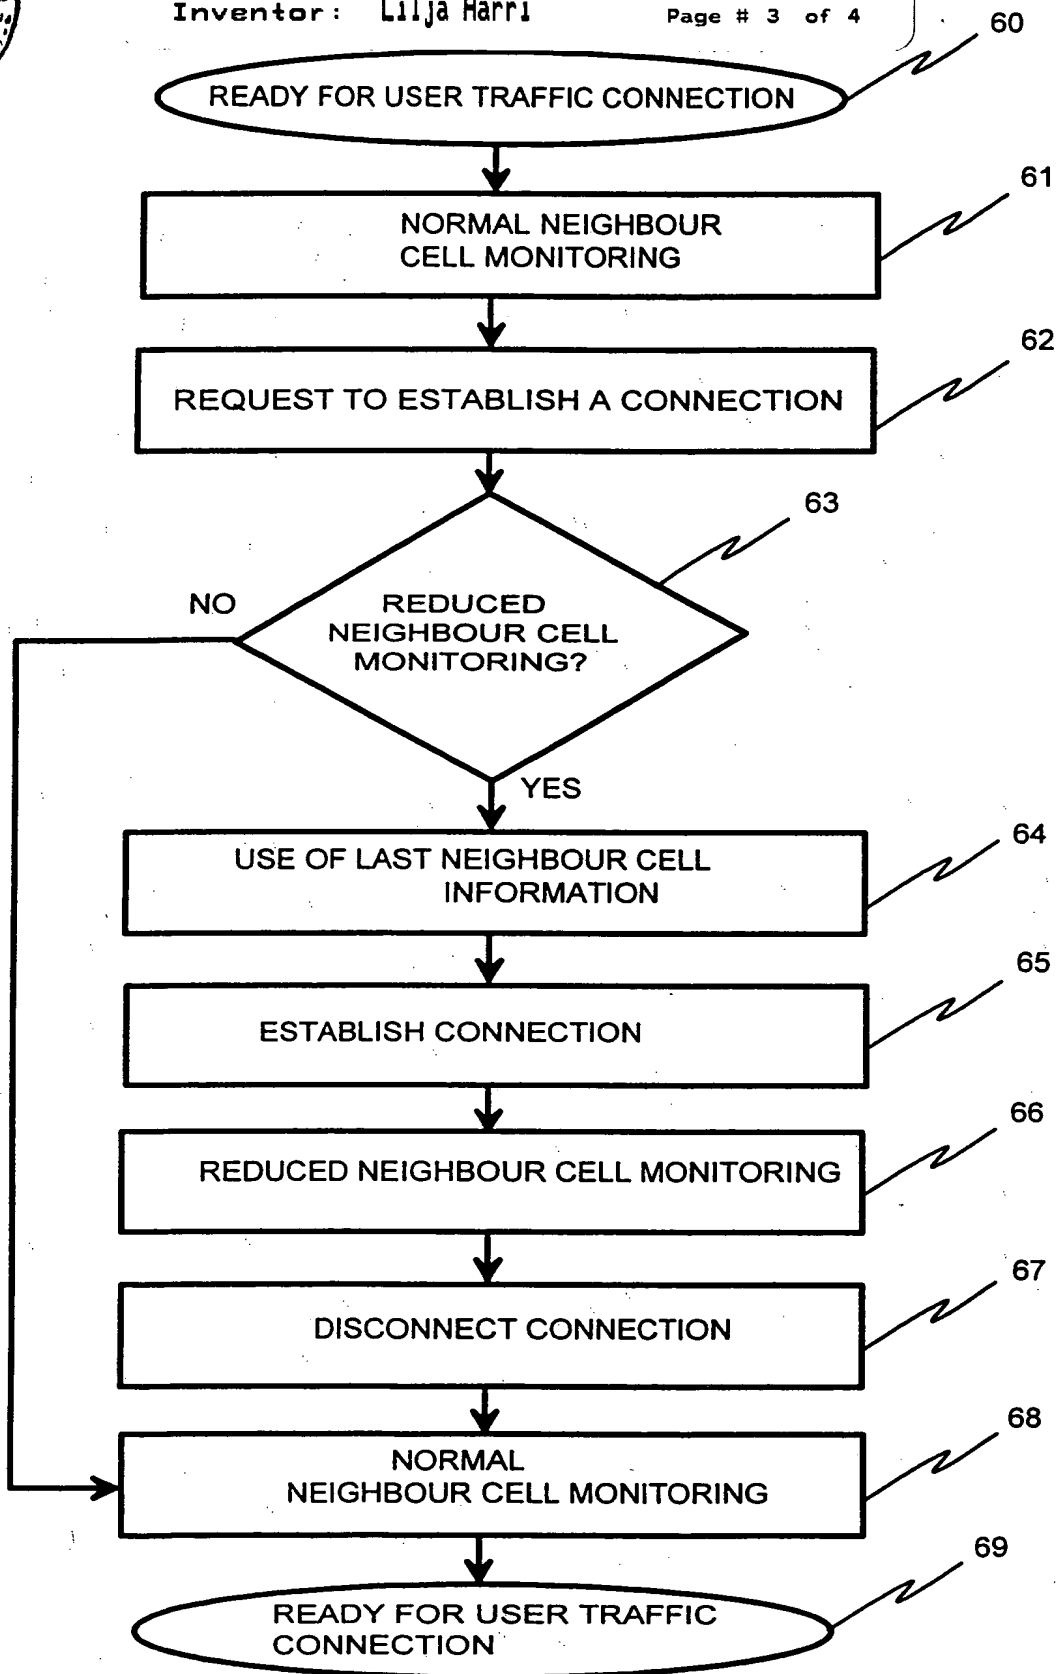 Inventor: Lilja Harri
Page # 3 of 4
60
READY FOR USER TRAFFIC CONNECTION
61
NORMAL NEIGHBOUR
CELL MONITORING
62
REQUEST TO ESTABLISH A CONNECTION
63
NO
REDUCED
NEIGHBOUR CELL
MONITORING?
YES
64
USE OF LAST NEIGHBOUR CELL
INFORMATION
65
ESTABLISH CONNECTION
66
REDUCED NEIGHBOUR CELL MONITORING
67
DISCONNECT CONNECTION
68
NORMAL
NEIGHBOUR CELL MONITORING
69
READY FOR USER TRAFFIC
CONNECTION